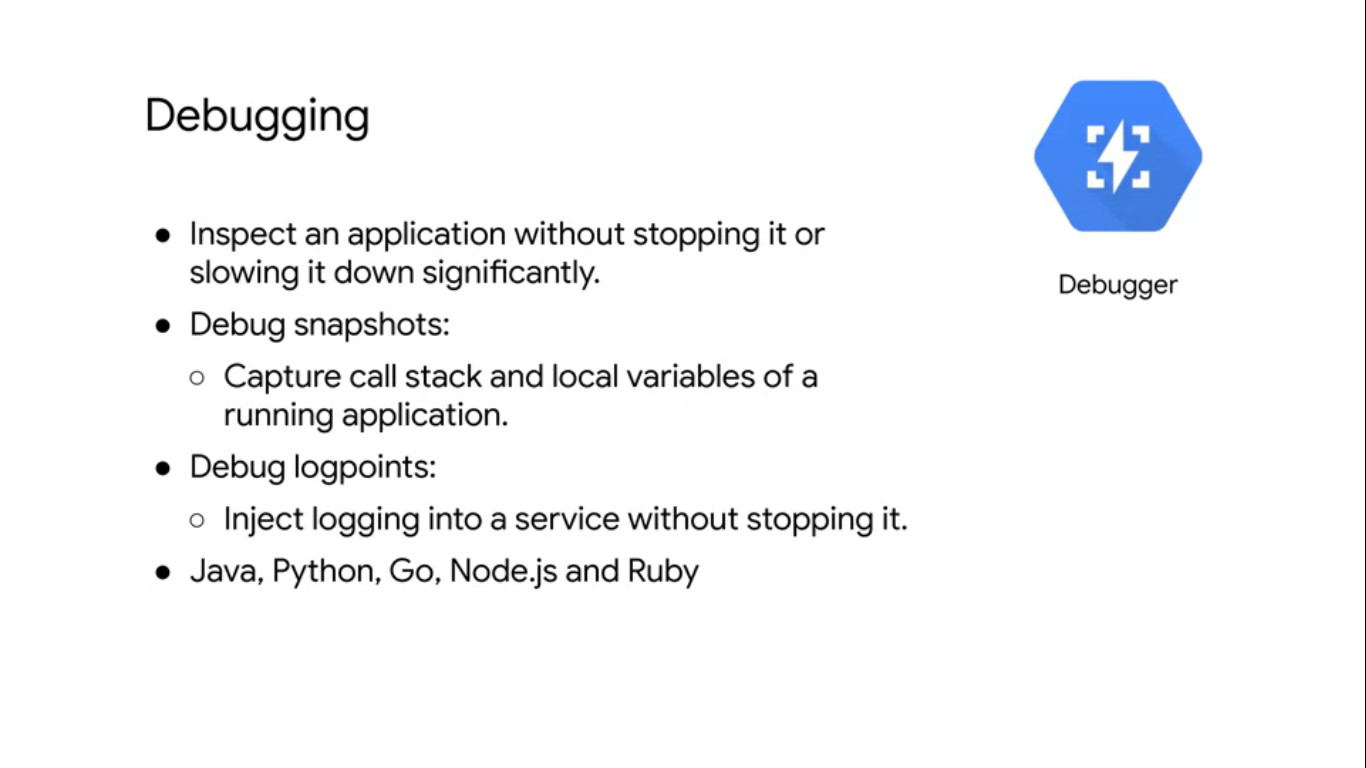 Debugging
● Inspect an application without stopping it or
slowing it down significantly.
● Debug snapshots:
○ Capture call stack and local variables of a
running application.
● Debug logpoints:
○ Inject logging into a service without stopping it.
● Java, Python, Go, Node.js and Ruby
Debugger